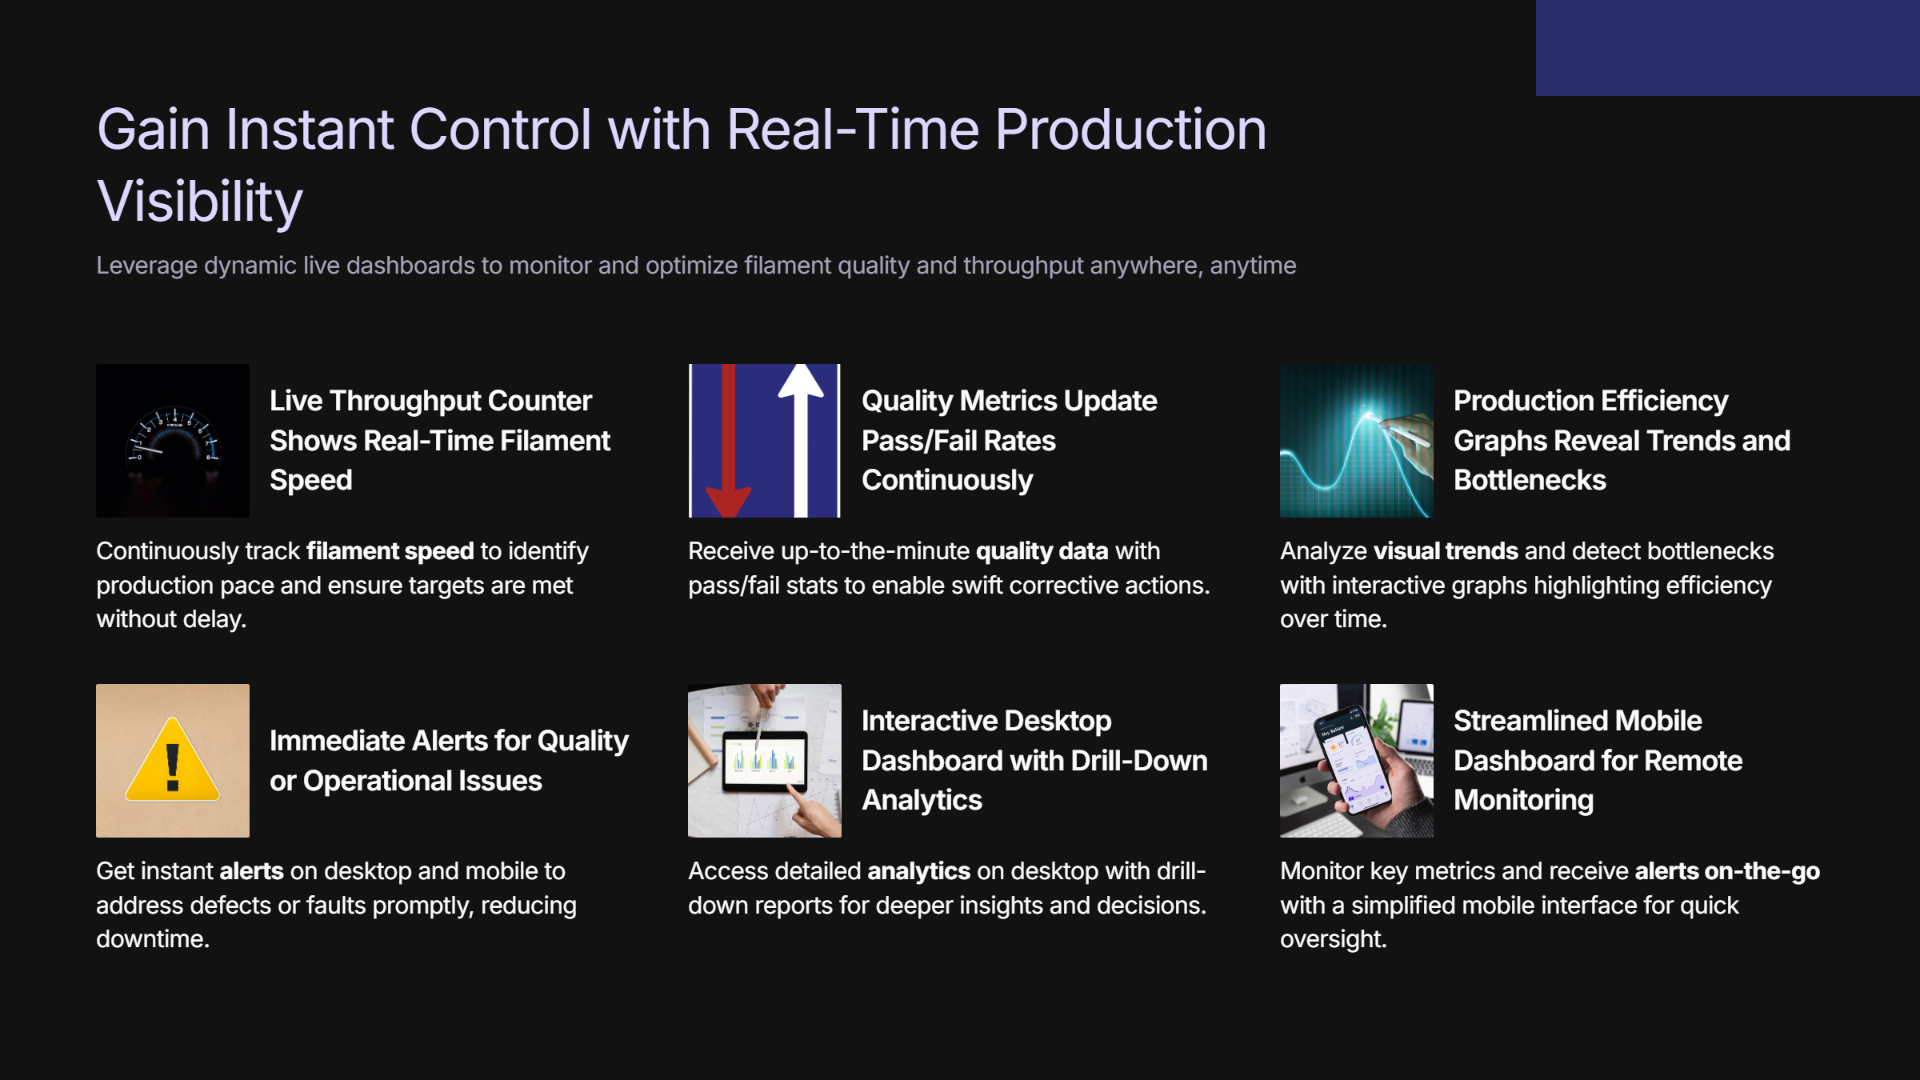 Gain Instant Control with Real-Time Production
Visibility
Leverage dynamic live dashboards to monitor and optimize filament quality and throughput anywhere, anytime
Live Throughput Counter
Shows Real-Time Filament
Speed
Continuously track filament speed to identify
production pace and ensure targets are met
without delay.
Quality Metrics Update
Pass/Fail Rates
Continuously
Receive up-to-the-minute quality data with
pass/fail stats to enable swift corrective actions.
Production Efficiency
Graphs Reveal Trends and
Bottlenecks
Analyze visual trends and detect bottlenecks
with interactive graphs highlighting efficiency
over time.
Immediate Alerts for Quality
or Operational Issues
Get instant alerts on desktop and mobile to
address defects or faults promptly, reducing
downtime.
Interactive Desktop
Dashboard with Drill-Down
Analytics
Access detailed analytics on desktop with drill-
down reports for deeper insights and decisions.
Streamlined Mobile
Dashboard for Remote
Monitoring
Monitor key metrics and receive alerts on-the-go
with a simplified mobile interface for quick
oversight.